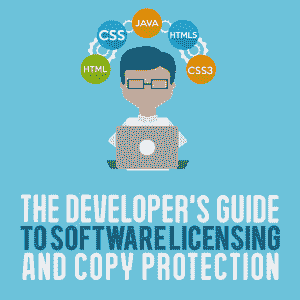 JAVA
CSS HTML5
HTML CSS3
THE DEVELOPER'S GUIDE
TO SOFTWARE LICENSING
AND COPY PROTECTION